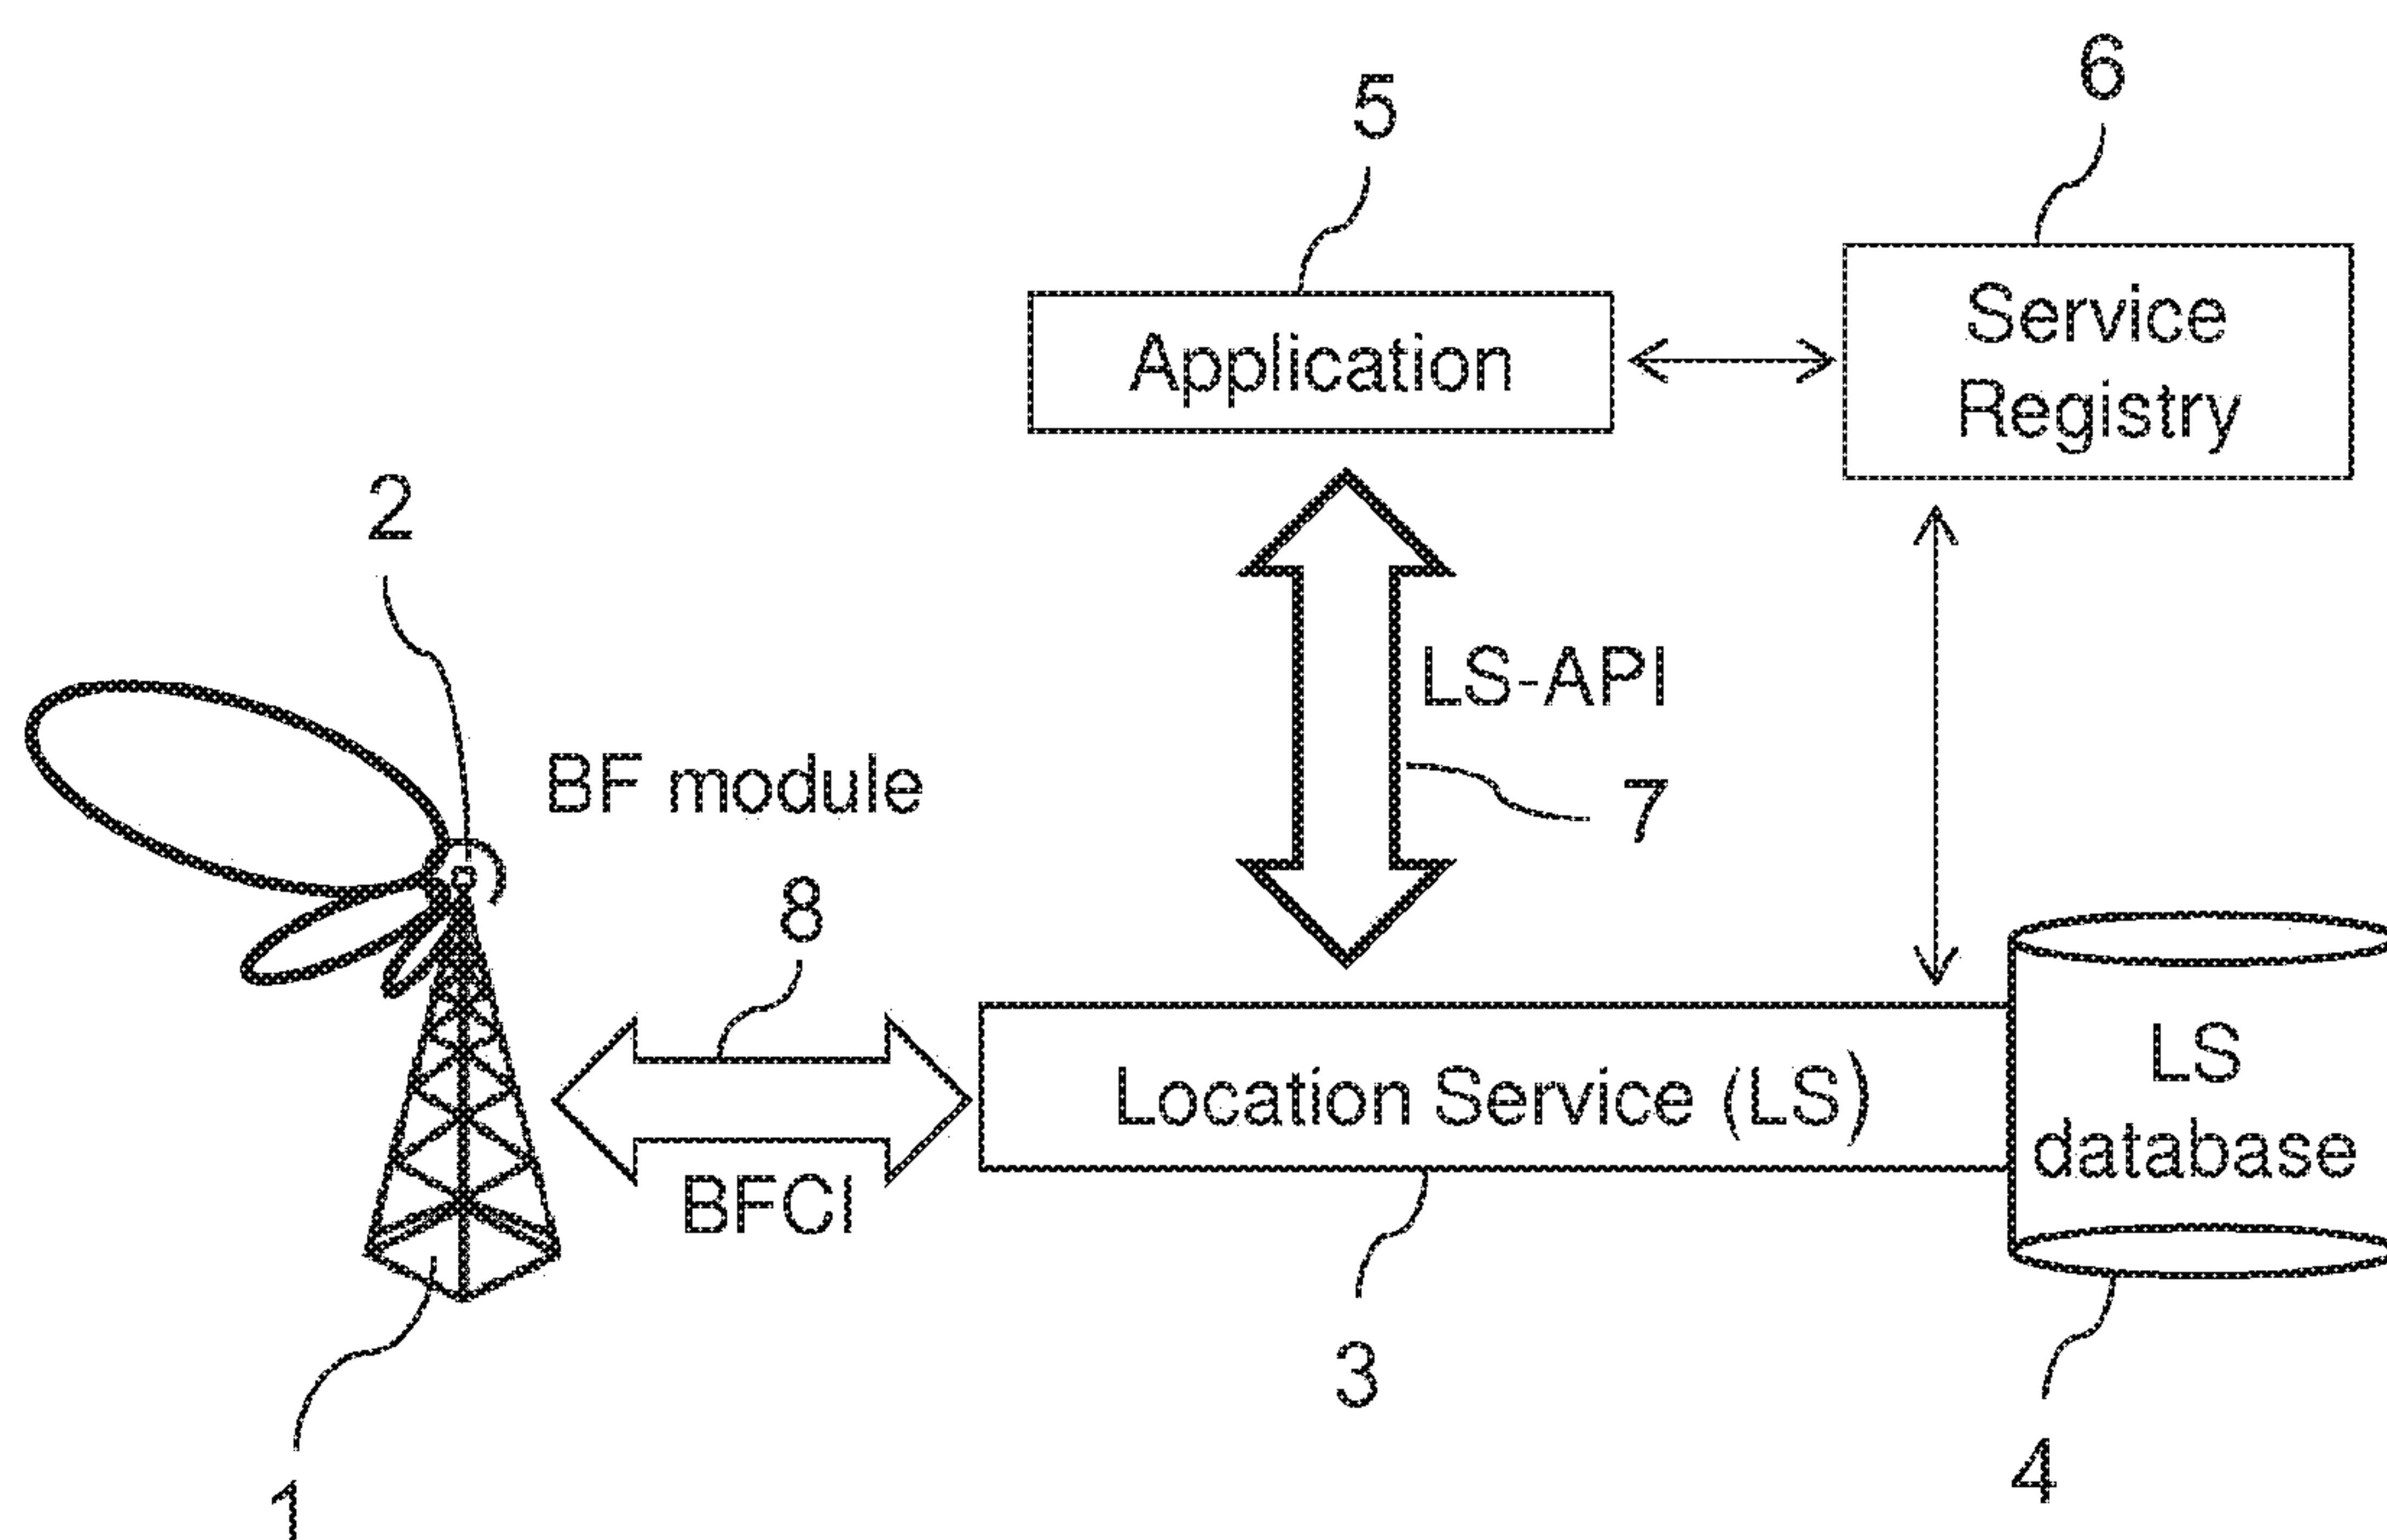 6
5
Service
Registry
Application
2
LS-API
BF module
7
8
LS
database
Location Service (LS)
BFCI
3
4
1